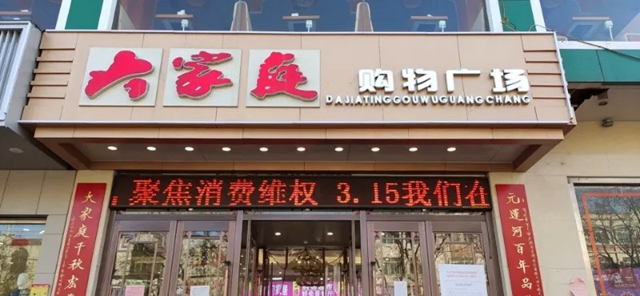 大家庭 购物广场
DAJIATINGGOUWUGUANGCHANG
聚焦消费维权 3.15我们在
大家庭千秋
元運河百年品